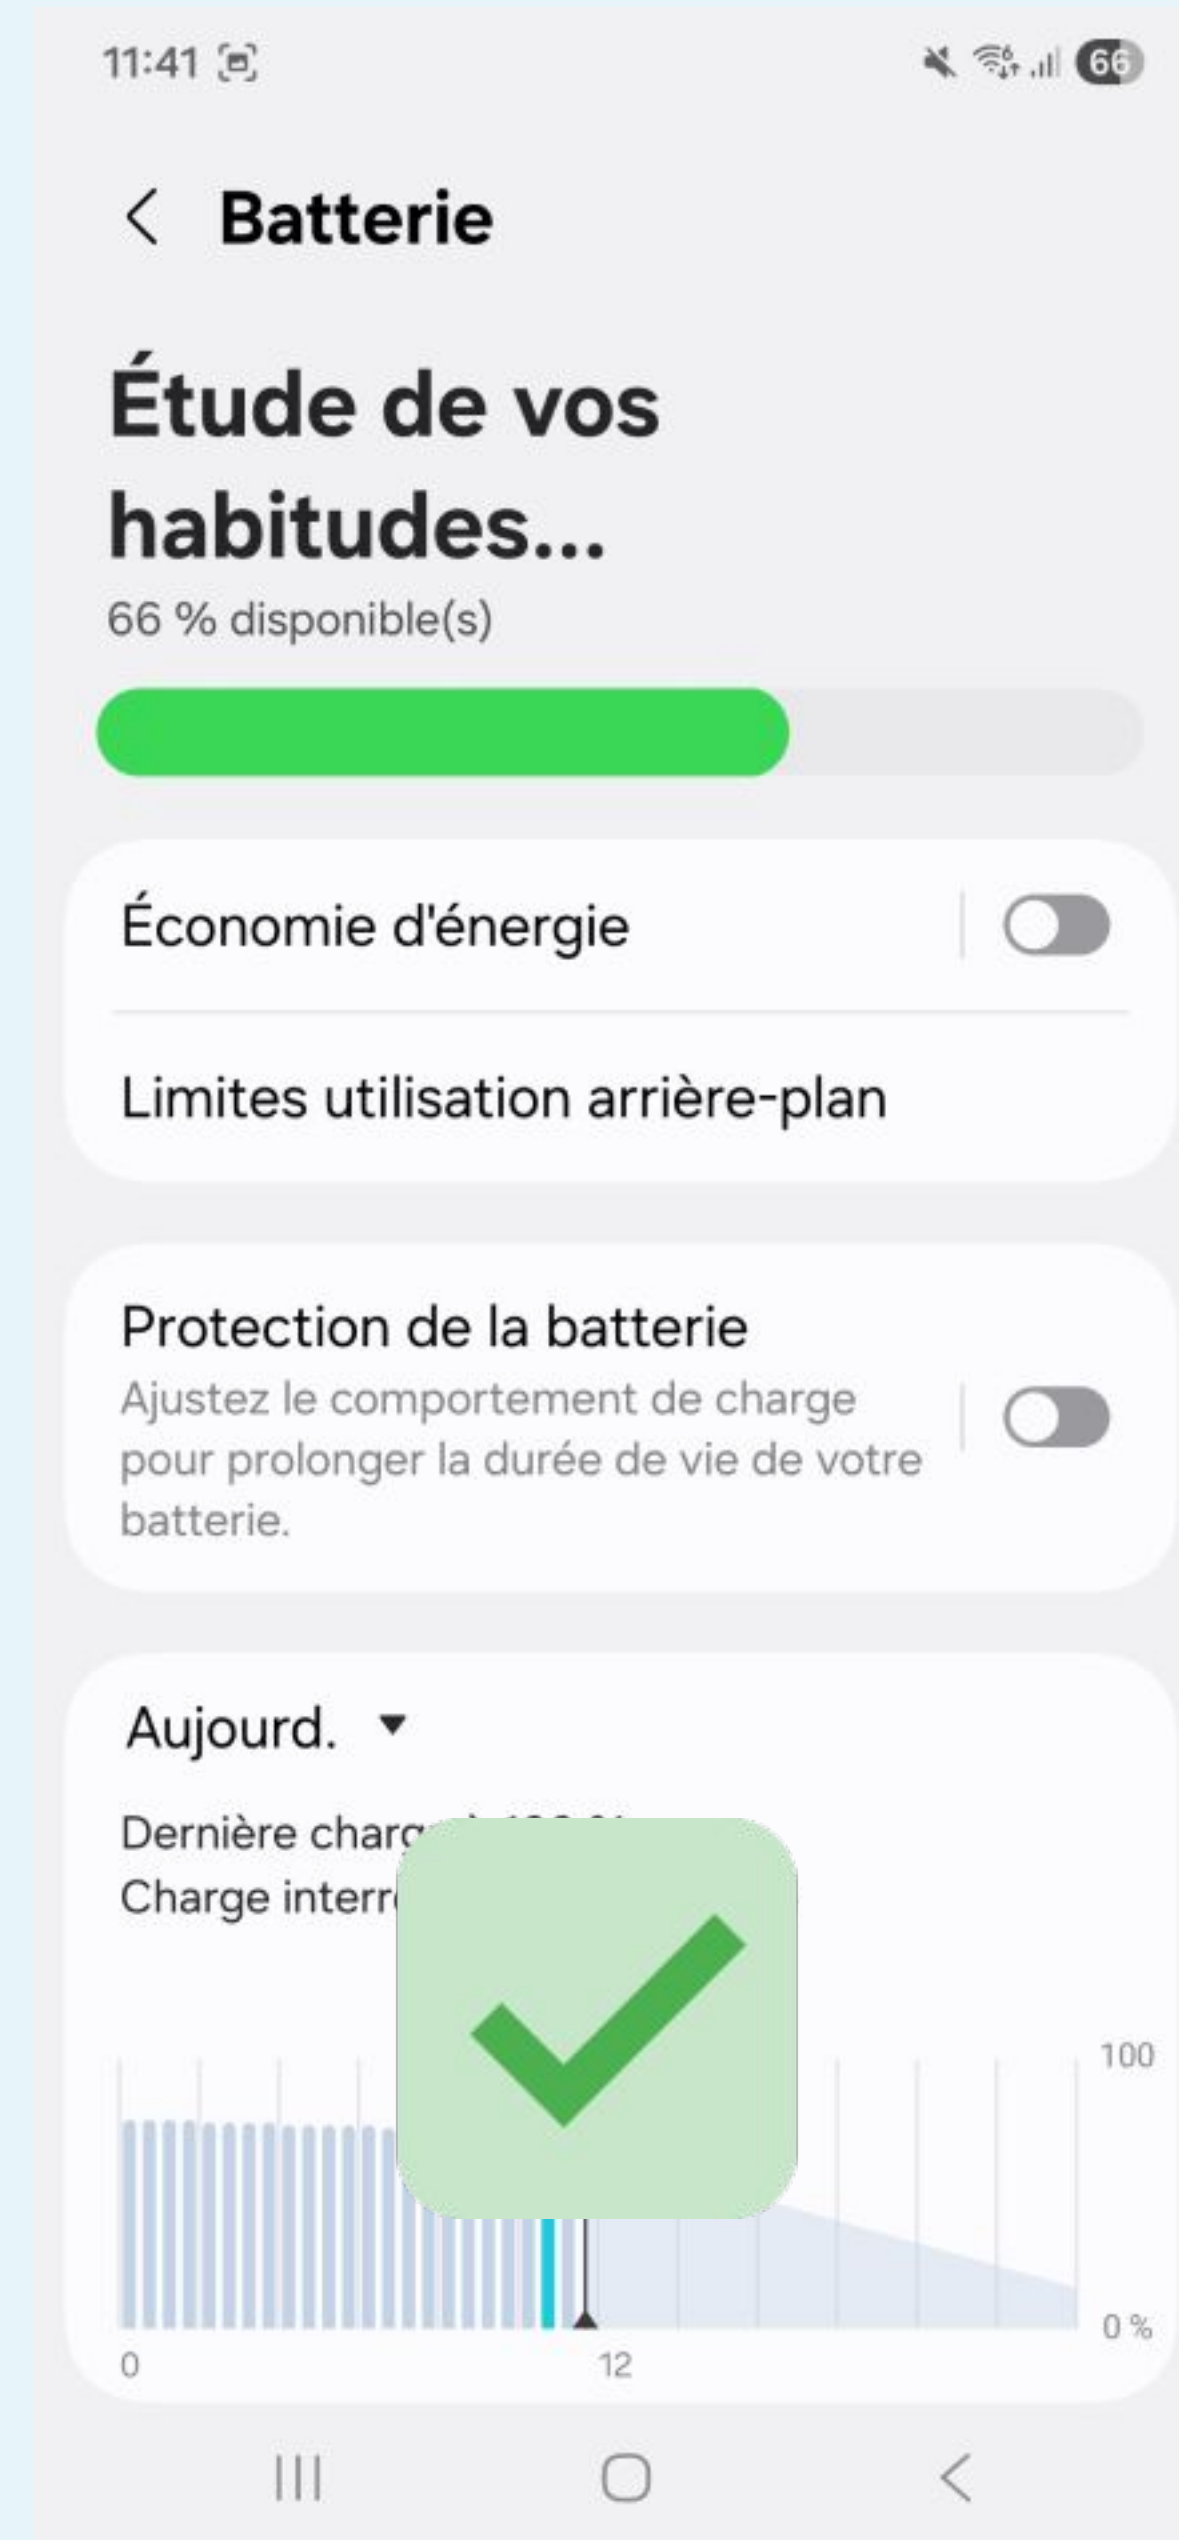 11:41
66
Batterie
Étude de vos
habitudes...
66 % disponible(s)
Économie d'énergie
Limites utilisation arrière-plan
Protection de la batterie
Ajustez le comportement de charge
pour prolonger la durée de vie de votre
batterie.
Aujourd. ▼
Dernière
Charge
100
0 %
0 12